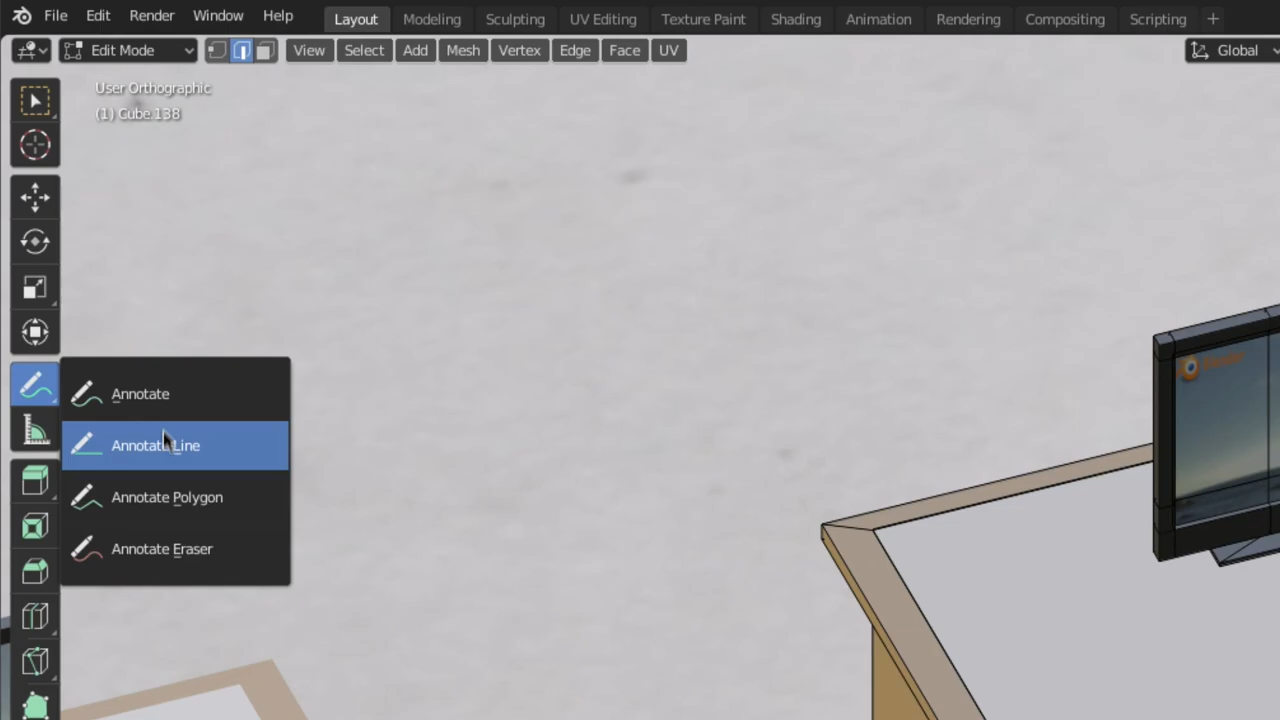 File Edit Render Window Help Layout Modeling Sculpting UV Editing Texture Paint Shading Animation Rendering Compositing Scripting +
Edit Mode View Select Add Mesh Vertex Edge Face UV Global
User Orthographic
(1) Cube.138
Annotate
Annotate Line
Annotate Polygon
Annotate Eraser